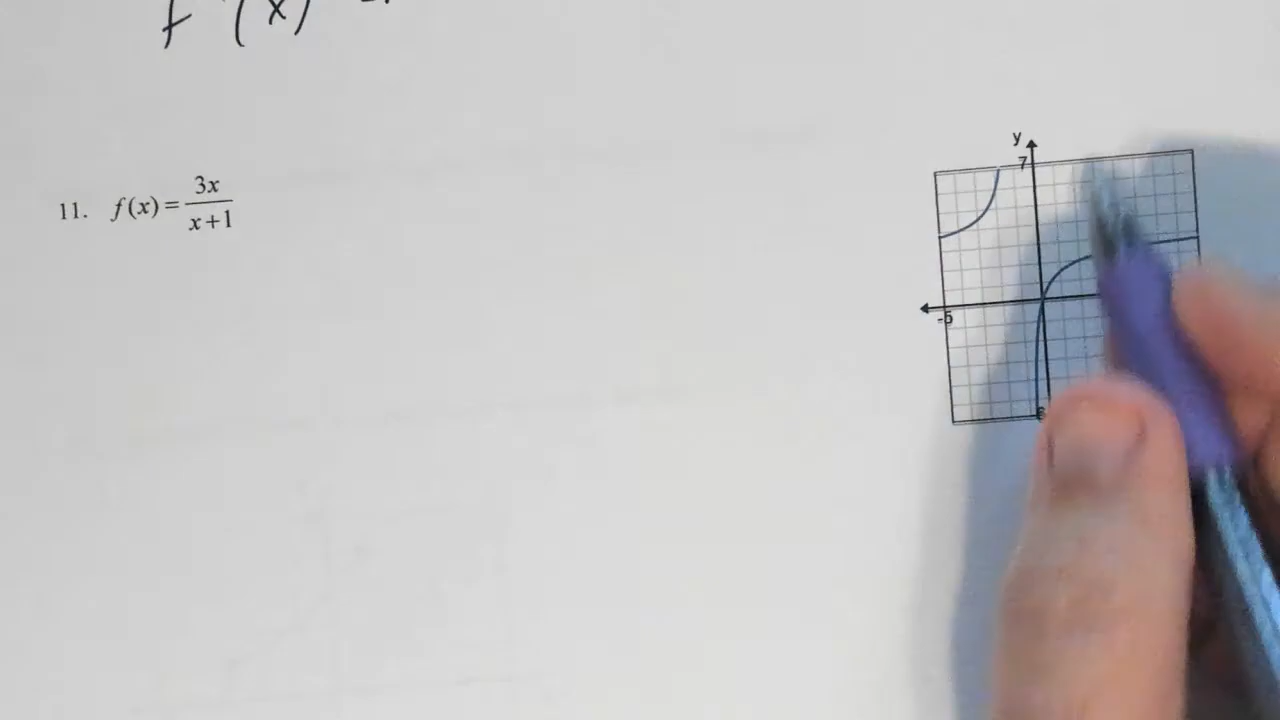 f (x)
11. f(x) = 3x / x+1
y
7
-5